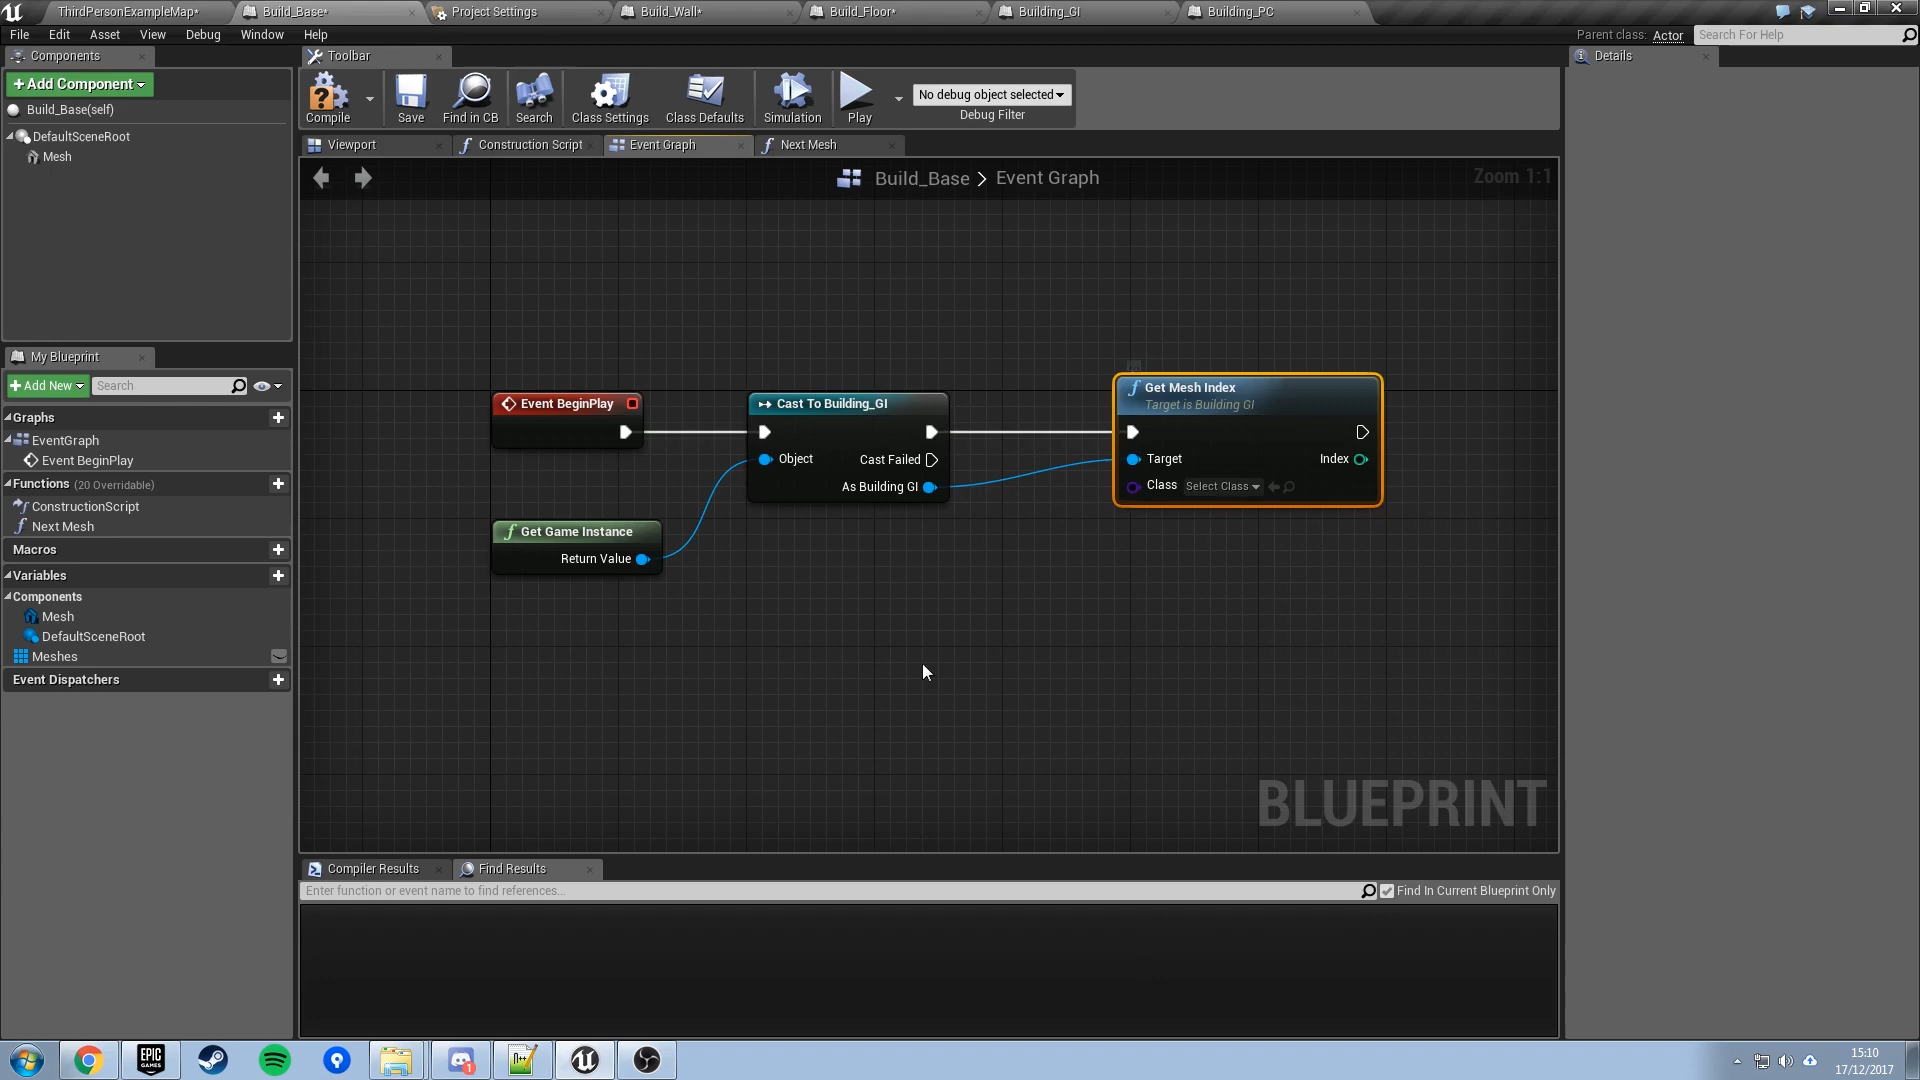 ThirdPersonExampleMap*
Build_Base*
Project Settings
Build_Wall*
Build_Floor*
Building_GI
Building_PC
File Edit Asset View Debug Window Help
Parent class: Actor
Search For Help
Components
Toolbar
Details
+Add Component
Build_Base(self)
DefaultSceneRoot
Mesh
Compile
Save
Find in CB
Search
Class Settings
Class Defaults
Simulation
Play
No debug object selected
Debug Filter
Viewport
Construction Script
Event Graph
Next Mesh
Build_Base > Event Graph
Zoom 1:1
My Blueprint
+Add New
Search
Graphs
EventGraph
Event BeginPlay
Functions (20 Overridable)
ConstructionScript
Next Mesh
Macros
Variables
Components
Mesh
DefaultSceneRoot
Meshes
Event Dispatchers
Event BeginPlay
Get Game Instance
Return Value
Cast To Building_GI
Object
Cast Failed
As Building GI
Get Mesh Index
Target is Building GI
Target
Index
Class Select Class
BLUEPRINT
Compiler Results
Find Results
Enter function or event name to find references...
Find In Current Blueprint Only
EPIC
GAMES
1
15:10
17/12/2017